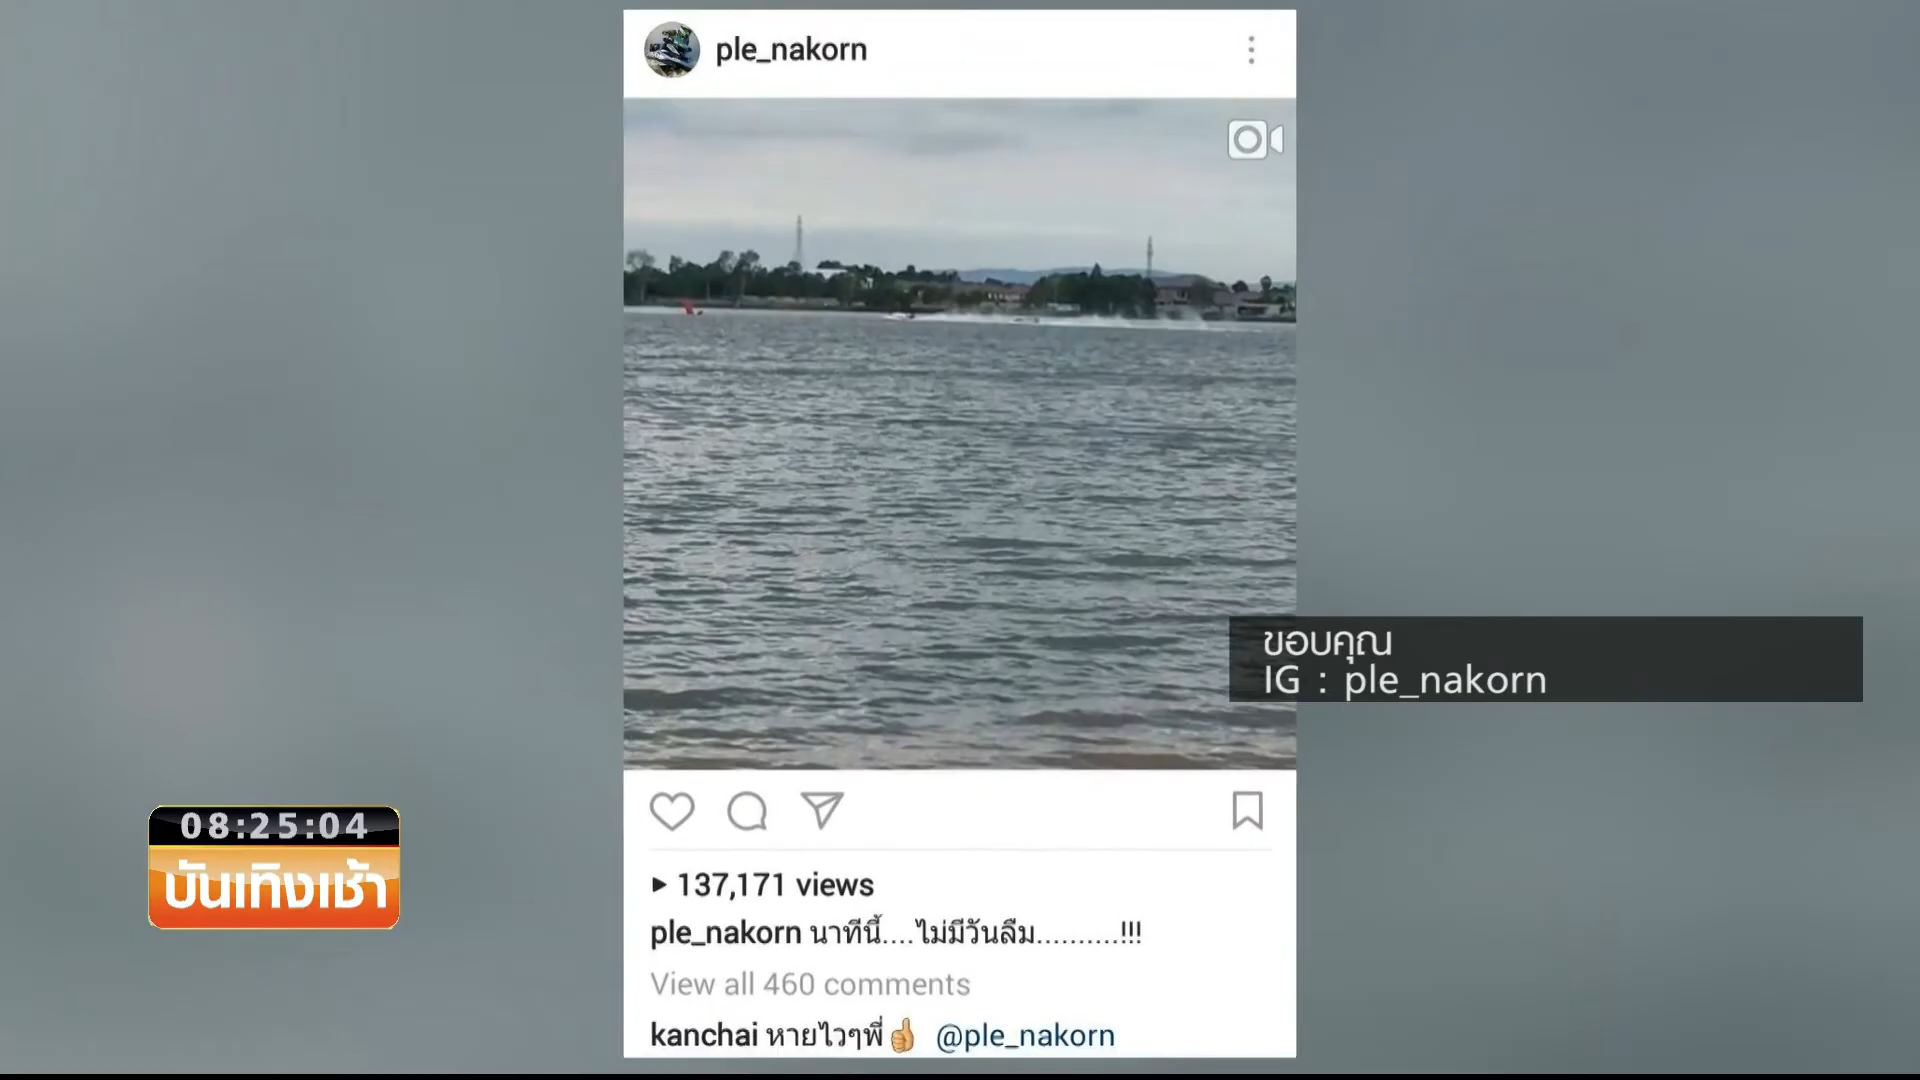 ple_nakorn
ขอบคุณ
IG : ple_nakorn
08:25:04
บันเทิงเช้า
137,171 views
ple_nakorn นาทีนี้....ไม่มีวันลืม..........!!!
View all 460 comments
kanchai หายไวๆพี่👍 @ple_nakorn